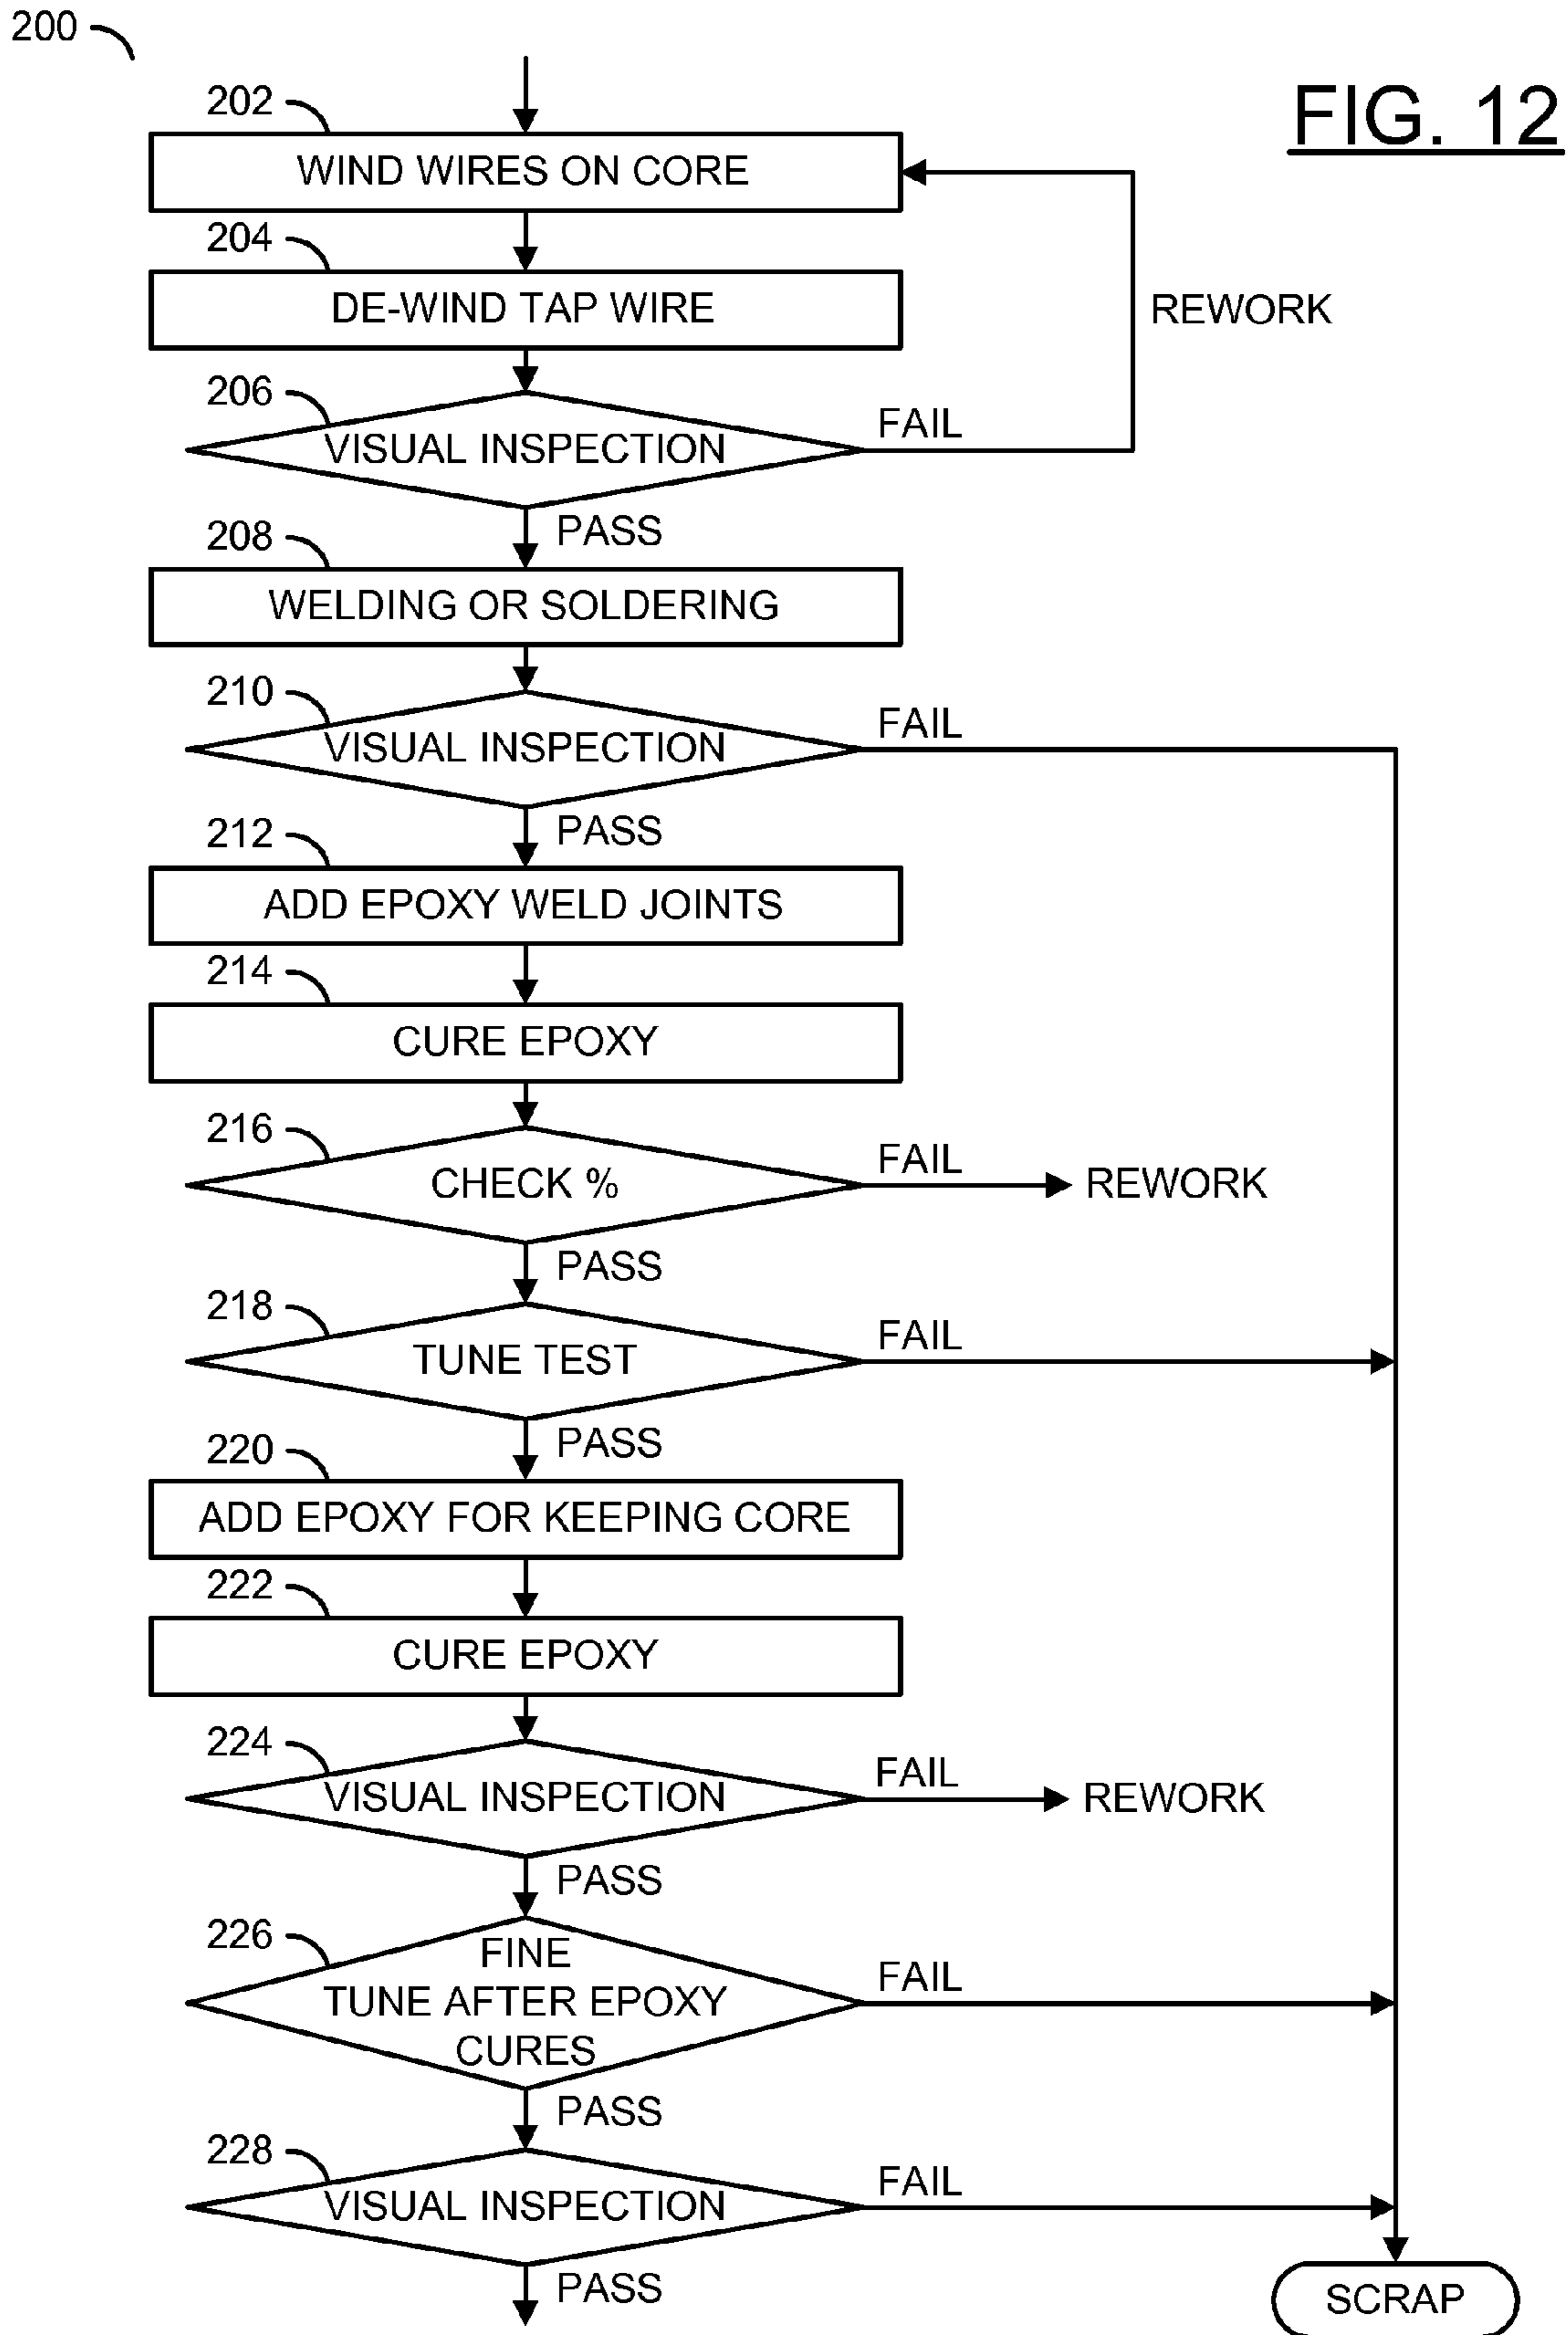 200
FIG. 12
202
WIND WIRES ON CORE
204
DE-WIND TAP WIRE
REWORK
206
VISUAL INSPECTION
FAIL
PASS
208
WELDING OR SOLDERING
210
VISUAL INSPECTION
FAIL
PASS
212
ADD EPOXY WELD JOINTS
214
CURE EPOXY
216
CHECK %
FAIL
REWORK
PASS
218
TUNE TEST
FAIL
PASS
220
ADD EPOXY FOR KEEPING CORE
222
CURE EPOXY
224
VISUAL INSPECTION
FAIL
REWORK
PASS
226
FINE
TUNE AFTER EPOXY
CURES
FAIL
PASS
228
VISUAL INSPECTION
FAIL
PASS
SCRAP